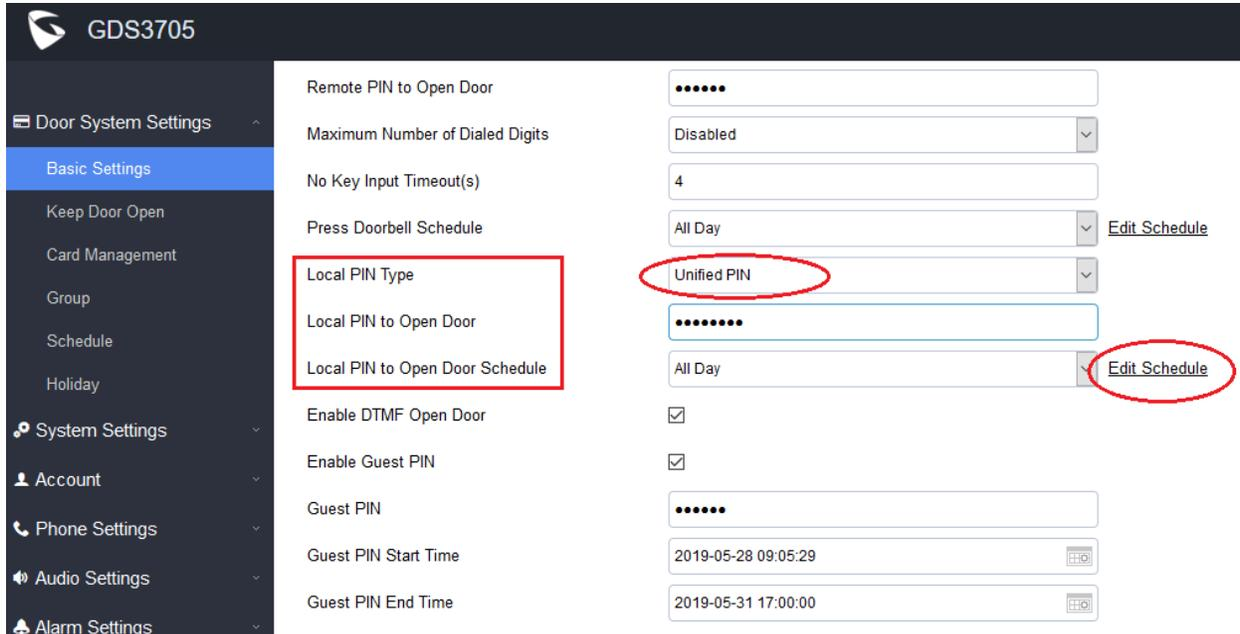 GDS3705
Door System Settings
Basic Settings
Keep Door Open
Card Management
Group
Schedule
Holiday
System Settings
Account
Phone Settings
Audio Settings
Alarm Settings
Remote PIN to Open Door ••••••
Maximum Number of Dialed Digits Disabled
No Key Input Timeout(s) 4
Press Doorbell Schedule All Day Edit Schedule
Local PIN Type Unified PIN
Local PIN to Open Door ••••••••
Local PIN to Open Door Schedule All Day Edit Schedule
Enable DTMF Open Door
Enable Guest PIN
Guest PIN ••••••
Guest PIN Start Time 2019-05-28 09:05:29
Guest PIN End Time 2019-05-31 17:00:00